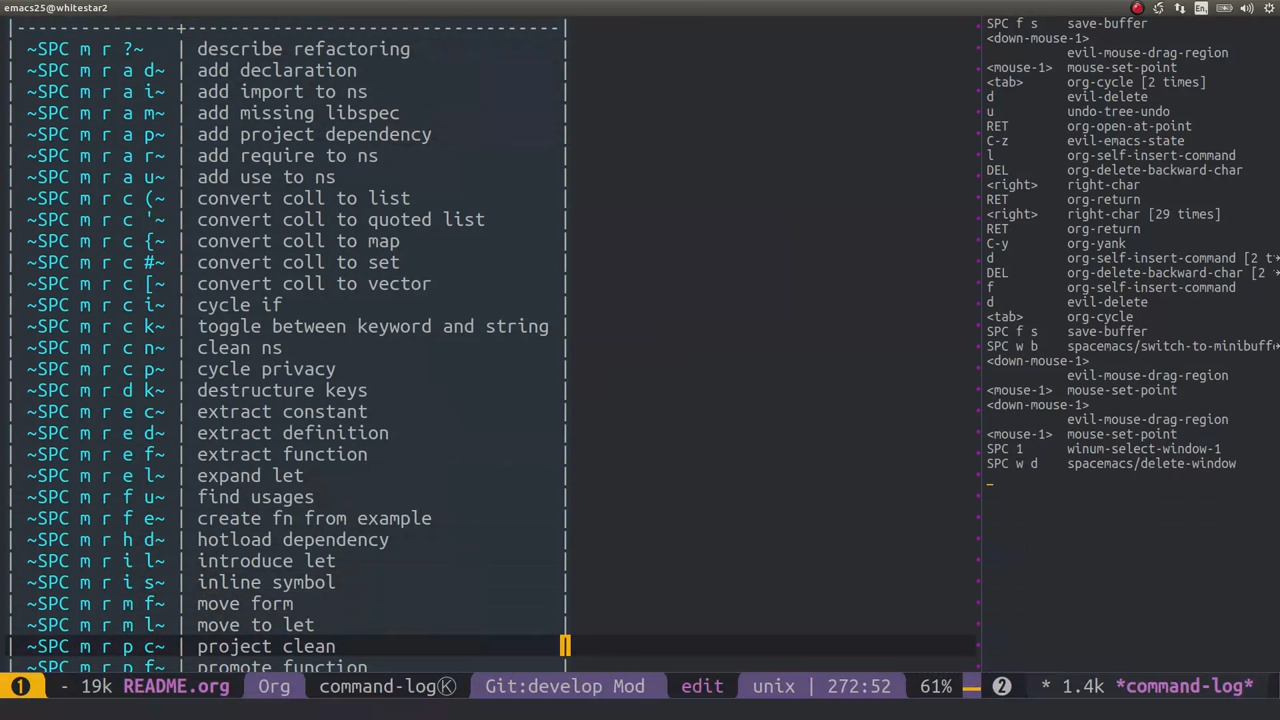 emacs25@whitestar2
En
|---------------+-----------------------------------|
| ~SPC m r ?~ | describe refactoring |
| ~SPC m r a d~ | add declaration |
| ~SPC m r a i~ | add import to ns |
| ~SPC m r a m~ | add missing libspec |
| ~SPC m r a p~ | add project dependency |
| ~SPC m r a r~ | add require to ns |
| ~SPC m r a u~ | add use to ns |
| ~SPC m r c (~ | convert coll to list |
| ~SPC m r c '~ | convert coll to quoted list |
| ~SPC m r c {~ | convert coll to map |
| ~SPC m r c #~ | convert coll to set |
| ~SPC m r c [~ | convert coll to vector |
| ~SPC m r c i~ | cycle if |
| ~SPC m r c k~ | toggle between keyword and string |
| ~SPC m r c n~ | clean ns |
| ~SPC m r c p~ | cycle privacy |
| ~SPC m r d k~ | destructure keys |
| ~SPC m r e c~ | extract constant |
| ~SPC m r e d~ | extract definition |
| ~SPC m r e f~ | extract function |
| ~SPC m r e l~ | expand let |
| ~SPC m r f u~ | find usages |
| ~SPC m r f e~ | create fn from example |
| ~SPC m r h d~ | hotload dependency |
| ~SPC m r i l~ | introduce let |
| ~SPC m r i s~ | inline symbol |
| ~SPC m r m f~ | move form |
| ~SPC m r m l~ | move to let |
| ~SPC m r p c~ | project clean |
| ~SPC m r p f~ | promote function |
1 - 19k README.org Org command-logⓀ Git:develop Mod edit unix | 272:52 61%
SPC f s save-buffer
<down-mouse-1>
evil-mouse-drag-region
<mouse-1> mouse-set-point
<tab> org-cycle [2 times]
d evil-delete
u undo-tree-undo
RET org-open-at-point
C-z evil-emacs-state
l org-self-insert-command
DEL org-delete-backward-char
<right> right-char
RET org-return
<right> right-char [29 times]
RET org-return
C-y org-yank
d org-self-insert-command [2 t
DEL org-delete-backward-char [2
f org-self-insert-command
d evil-delete
<tab> org-cycle
SPC f s save-buffer
SPC w b spacemacs/switch-to-minibuff
<down-mouse-1>
evil-mouse-drag-region
<mouse-1> mouse-set-point
<down-mouse-1>
evil-mouse-drag-region
<mouse-1> mouse-set-point
SPC 1 winum-select-window-1
SPC w d spacemacs/delete-window
2 * 1.4k *command-log*